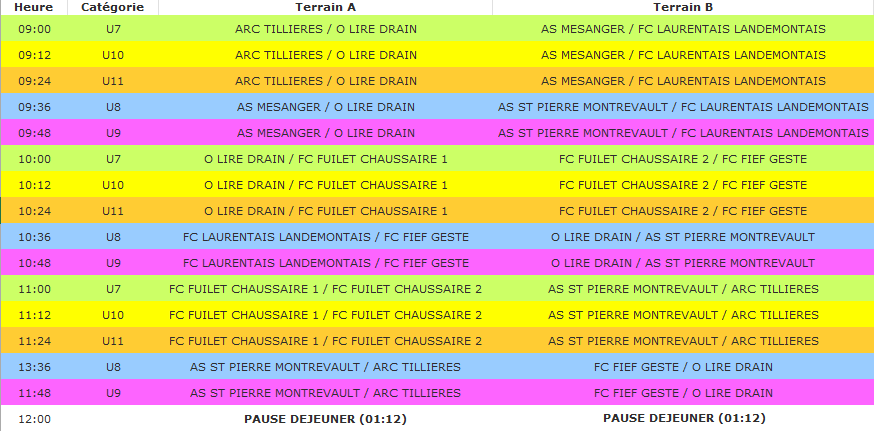 Heure Catégorie Terrain A Terrain B
09:00 U7 ARC TILLIERES / O LIRE DRAIN AS MESANGER / FC LAURENTAIS LANDEMONTAIS
09:12 U10 ARC TILLIERES / O LIRE DRAIN AS MESANGER / FC LAURENTAIS LANDEMONTAIS
09:24 U11 ARC TILLIERES / O LIRE DRAIN AS MESANGER / FC LAURENTAIS LANDEMONTAIS
09:36 U8 AS MESANGER / O LIRE DRAIN AS ST PIERRE MONTREVAULT / FC LAURENTAIS LANDEMONTAIS
09:48 U9 AS MESANGER / O LIRE DRAIN AS ST PIERRE MONTREVAULT / FC LAURENTAIS LANDEMONTAIS
10:00 U7 O LIRE DRAIN / FC FUILET CHAUSSAIRE 1 FC FUILET CHAUSSAIRE 2 / FC FIEF GESTE
10:12 U10 O LIRE DRAIN / FC FUILET CHAUSSAIRE 1 FC FUILET CHAUSSAIRE 2 / FC FIEF GESTE
10:24 U11 O LIRE DRAIN / FC FUILET CHAUSSAIRE 1 FC FUILET CHAUSSAIRE 2 / FC FIEF GESTE
10:36 U8 FC LAURENTAIS LANDEMONTAIS / FC FIEF GESTE O LIRE DRAIN / AS ST PIERRE MONTREVAULT
10:48 U9 FC LAURENTAIS LANDEMONTAIS / FC FIEF GESTE O LIRE DRAIN / AS ST PIERRE MONTREVAULT
11:00 U7 FC FUILET CHAUSSAIRE 1 / FC FUILET CHAUSSAIRE 2 AS ST PIERRE MONTREVAULT / ARC TILLIERES
11:12 U10 FC FUILET CHAUSSAIRE 1 / FC FUILET CHAUSSAIRE 2 AS ST PIERRE MONTREVAULT / ARC TILLIERES
11:24 U11 FC FUILET CHAUSSAIRE 1 / FC FUILET CHAUSSAIRE 2 AS ST PIERRE MONTREVAULT / ARC TILLIERES
13:36 U8 AS ST PIERRE MONTREVAULT / ARC TILLIERES FC FIEF GESTE / O LIRE DRAIN
11:48 U9 AS ST PIERRE MONTREVAULT / ARC TILLIERES FC FIEF GESTE / O LIRE DRAIN
12:00 PAUSE DEJEUNER (01:12) PAUSE DEJEUNER (01:12)